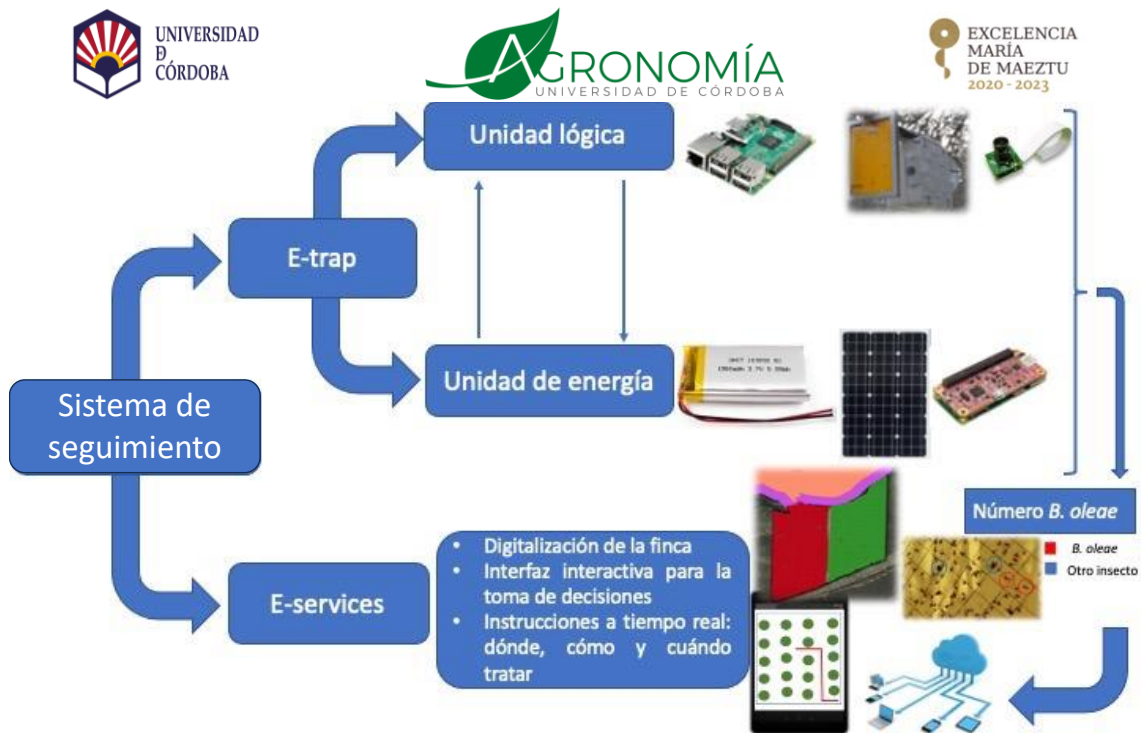 UNIVERSIDAD
Ð
CÓRDOBA
AGRONOMÍA
UNIVERSIDAD DE CÓRDOBA
EXCELENCIA
MARÍA
DE MAEZTU
2020 - 2023
Unidad lógica
E-trap
Unidad de energía
Sistema de
seguimiento
Número B. oleae
B. oleae
Otro insecto
E-services
• Digitalización de la finca
• Interfaz interactiva para la
toma de decisiones
• Instrucciones a tiempo real:
dónde, cómo y cuándo
tratar